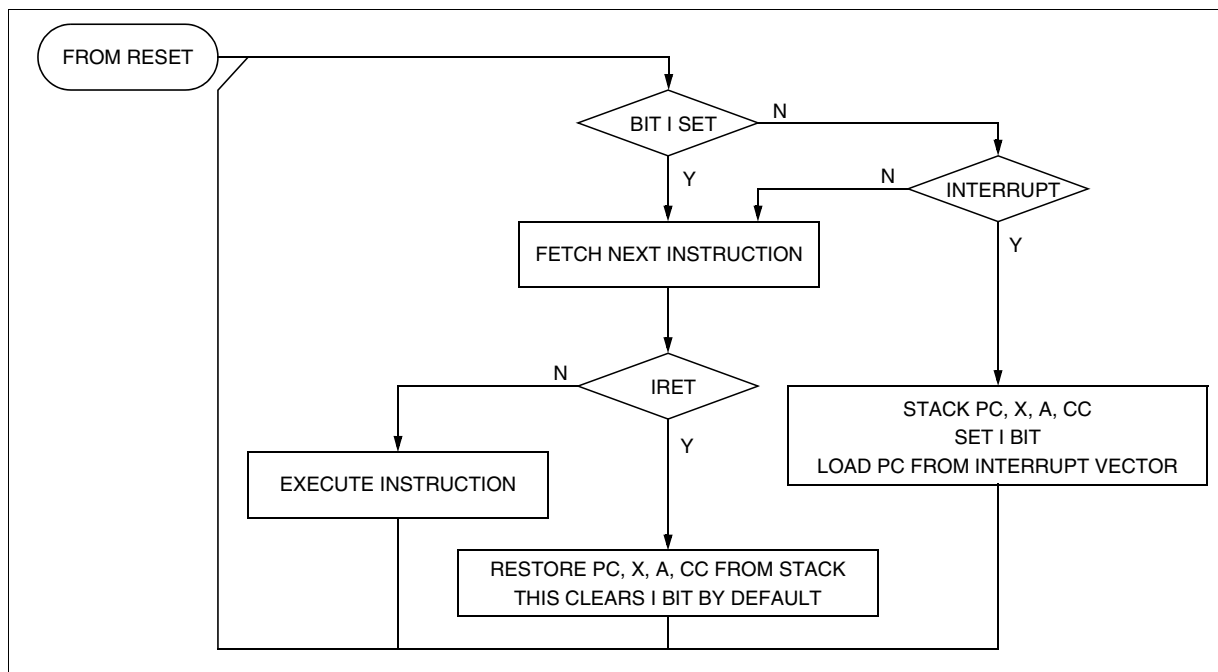 FROM RESET
BIT I SET
N
Y
N
INTERRUPT
FETCH NEXT INSTRUCTION
Y
N
IRET
Y
STACK PC, X, A, CC
SET I BIT
LOAD PC FROM INTERRUPT VECTOR
EXECUTE INSTRUCTION
RESTORE PC, X, A, CC FROM STACK
THIS CLEARS I BIT BY DEFAULT